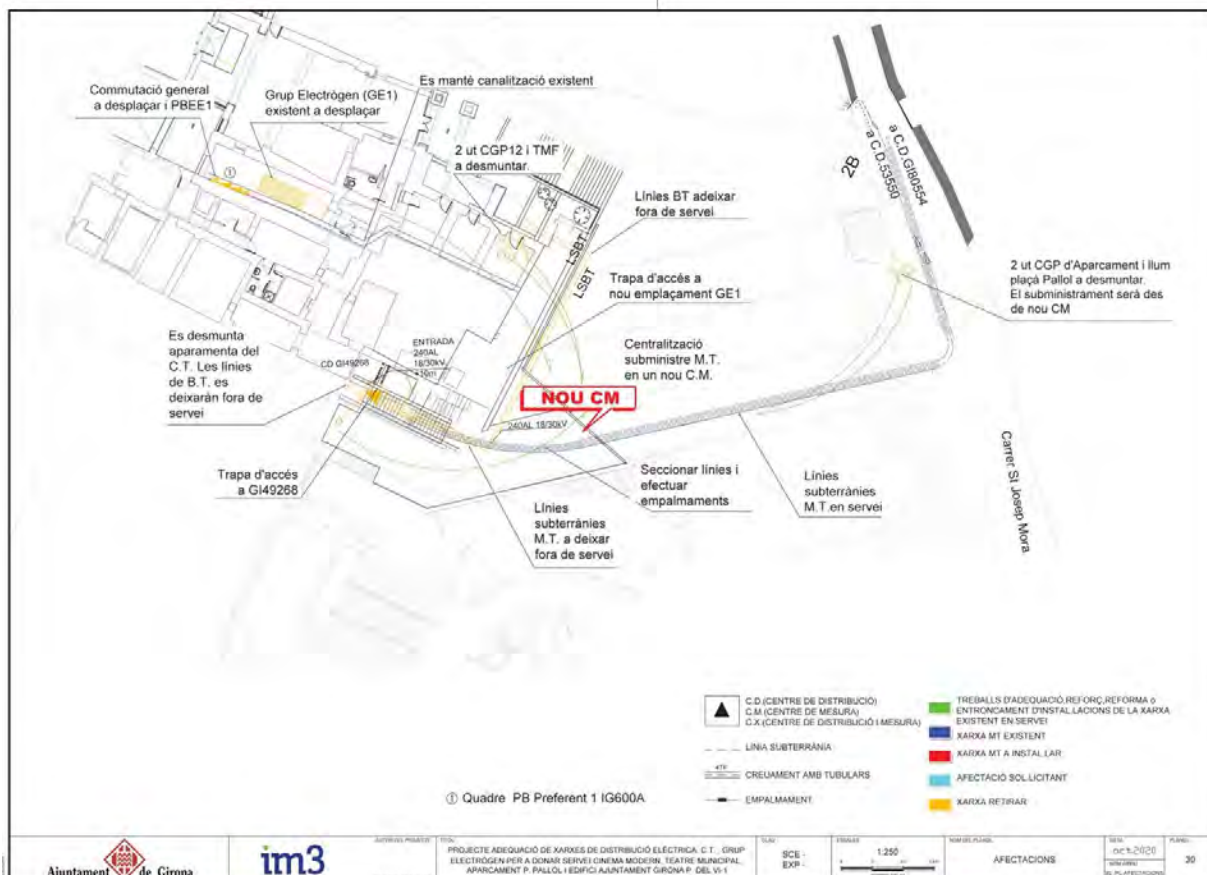 Commutació general
a desplaçar i PBEE1
Grup Electrògen (GE1)
existent a desplaçar
Es manté canalització existent
2 ut CGP12 i TMF
a desmuntar.
Línies BT adeixar
fora de servei
LSBT
LSBT
Trapa d'accés a
nou emplaçament GE1
2B
a C.D.53550
a C.D.GI80554
2 ut CGP d'Aparcament i llum
plaçà Pallol a desmuntar.
El subministrament serà des
de nou CM
①
Es desmunta
aparamenta del
C.T. Les línies
de B.T. es
deixaràn fora de
servei
CD GI49268
ENTRADA
240AL
18/30kV
Centralització
subministre M.T.
en un nou C.M.
NOU CM
240AL 18/30kV
Trapa d'accés
a GI49268
Línies
subterrànies
M.T. a deixar
fora de servei
Seccionar línies i
efectuar
empalmaments
Línies
subterrànies
M.T.en servei
Carrer St Josep Mora
C.D.(CENTRE DE DISTRIBUCIÓ)
C.M.(CENTRE DE MESURA)
C.X.(CENTRE DE DISTRIBUCIÓ I MESURA)
LINIA SUBTERRÀNIA
CREUAMENT AMB TUBULARS
EMPALMAMENT
TREBALLS D'ADEQUACIÓ,REFORÇ,REFORMA o
ENTRONCAMENT D'INSTAL.LACIONS DE LA XARXA
EXISTENT EN SERVEI
XARXA MT EXISTENT
XARXA MT A INSTAL.LAR
AFECTACIÓ SOL.LICITANT
XARXA RETIRAR
① Quadre PB Preferent 1 IG600A
Ajuntament de Girona
im3
PROJECTE ADEQUACIÓ DE XARXES DE DISTRIBUCIÓ ELÈCTRICA, C.T., GRUP
ELECTRÒGEN PER A DONAR SERVEI CINEMA MODERN, TEATRE MUNICIPAL,
APARCAMENT P. PALLOL I EDIFICI AJUNTAMENT GIRONA P. DEL VI-1
SCE -
EXP -
1:250
AFECTACIONS
oct-2020
30